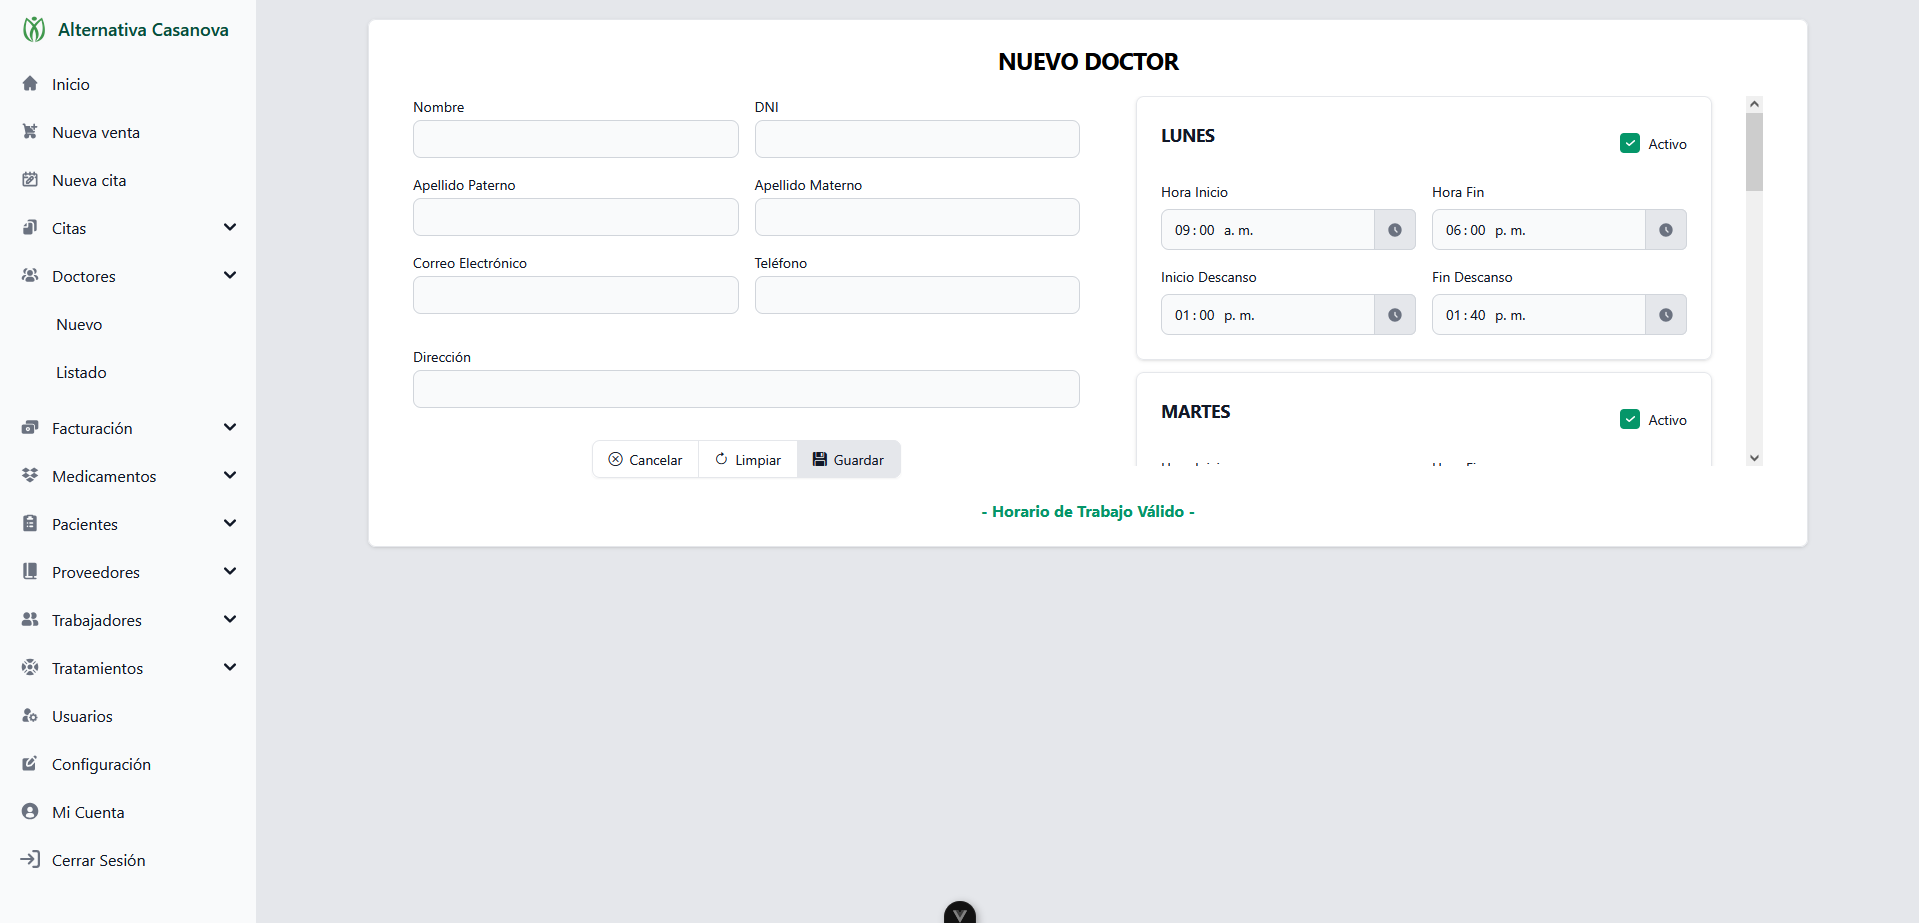 Alternativa Casanova
Inicio
Nueva venta
Nueva cita
Citas
Doctores
Nuevo
Listado
Facturación
Medicamentos
Pacientes
Proveedores
Trabajadores
Tratamientos
Usuarios
Configuración
Mi Cuenta
Cerrar Sesión
NUEVO DOCTOR
Nombre DNI
Apellido Paterno Apellido Materno
Correo Electrónico Teléfono
Dirección
Cancelar Limpiar Guardar
LUNES Activo
Hora Inicio Hora Fin
09:00 a. m. 06:00 p. m.
Inicio Descanso Fin Descanso
01:00 p. m. 01:40 p. m.
MARTES Activo
- Horario de Trabajo Válido -